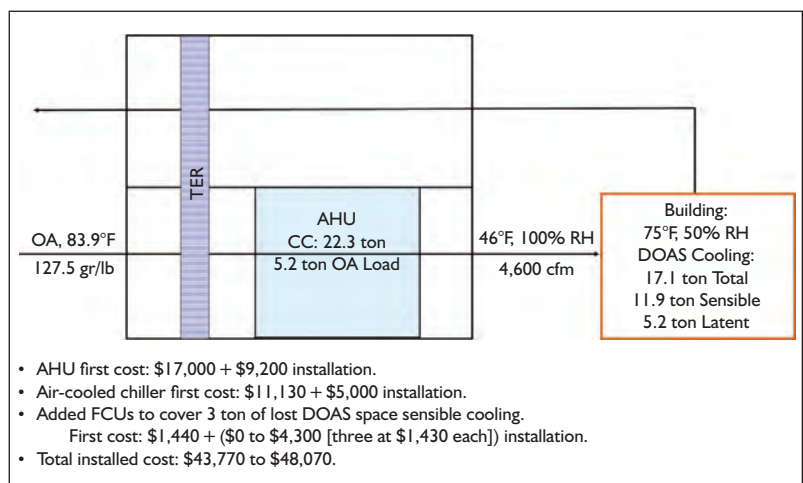 TER
AHU
CC: 22.3 ton
5.2 ton OA Load
OA, 83.9°F
127.5 gr/lb
46°F, 100% RH
4,600 cfm
Building:
75°F, 50% RH
DOAS Cooling:
17.1 ton Total
11.9 ton Sensible
5.2 ton Latent
• AHU first cost: $17,000 + $9,200 installation.
• Air-cooled chiller first cost: $11,130 + $5,000 installation.
• Added FCUs to cover 3 ton of lost DOAS space sensible cooling.
First cost: $1,440 + ($0 to $4,300 [three at $1,430 each]) installation.
• Total installed cost: $43,770 to $48,070.